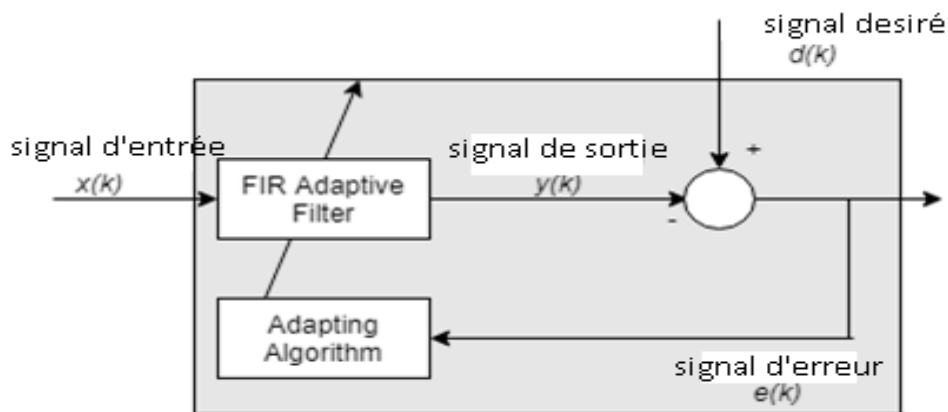 signal desiré
d(k)
signal d'entrée
x(k)
FIR Adaptive
Filter
signal de sortie
y(k)
+
-
Adapting
Algorithm
signal d'erreur
e(k)